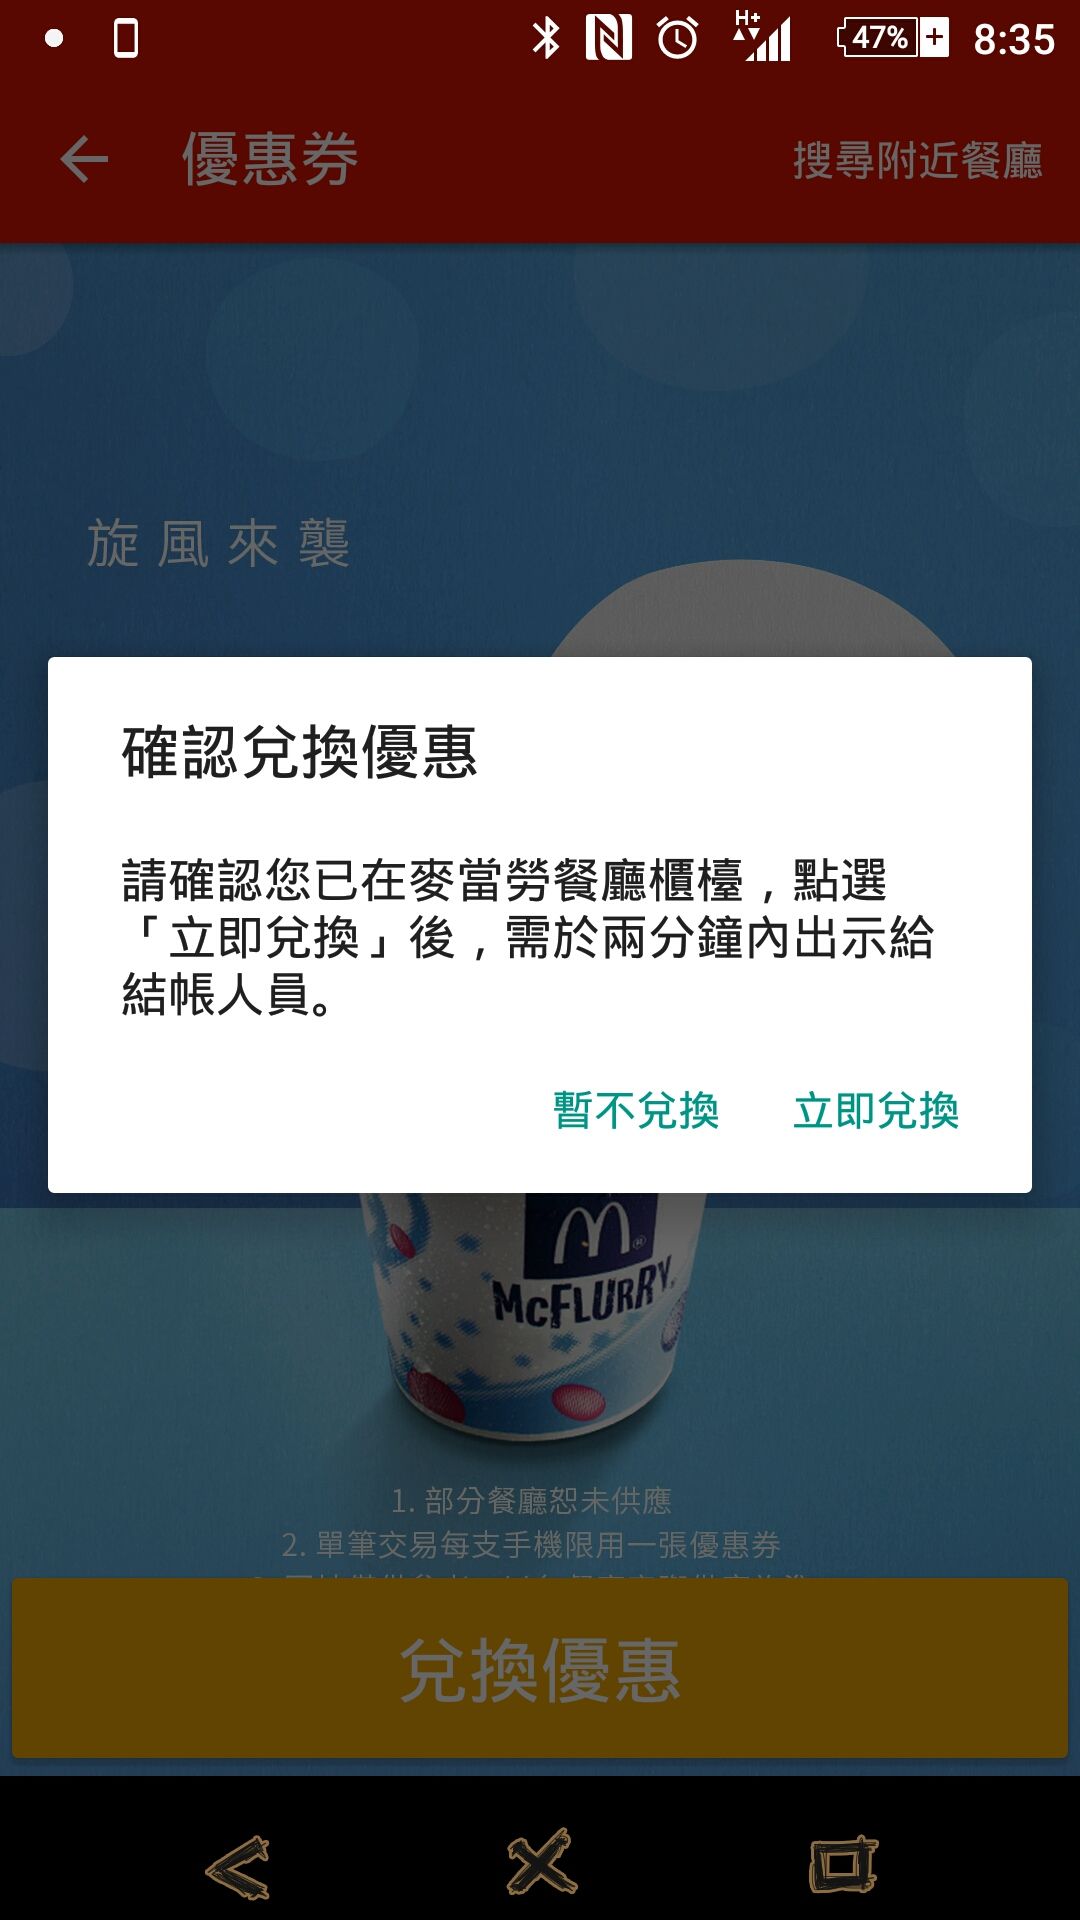 H+
47%
8:35
優惠券
搜尋附近餐廳
旋風來襲
確認兌換優惠
請確認您已在麥當勞餐廳櫃檯，點選
「立即兌換」後，需於兩分鐘內出示給
結帳人員。
暫不兌換
立即兌換
McFLURRY
1. 部分餐廳恕未供應
2. 單筆交易每支手機限用一張優惠券
兌換優惠